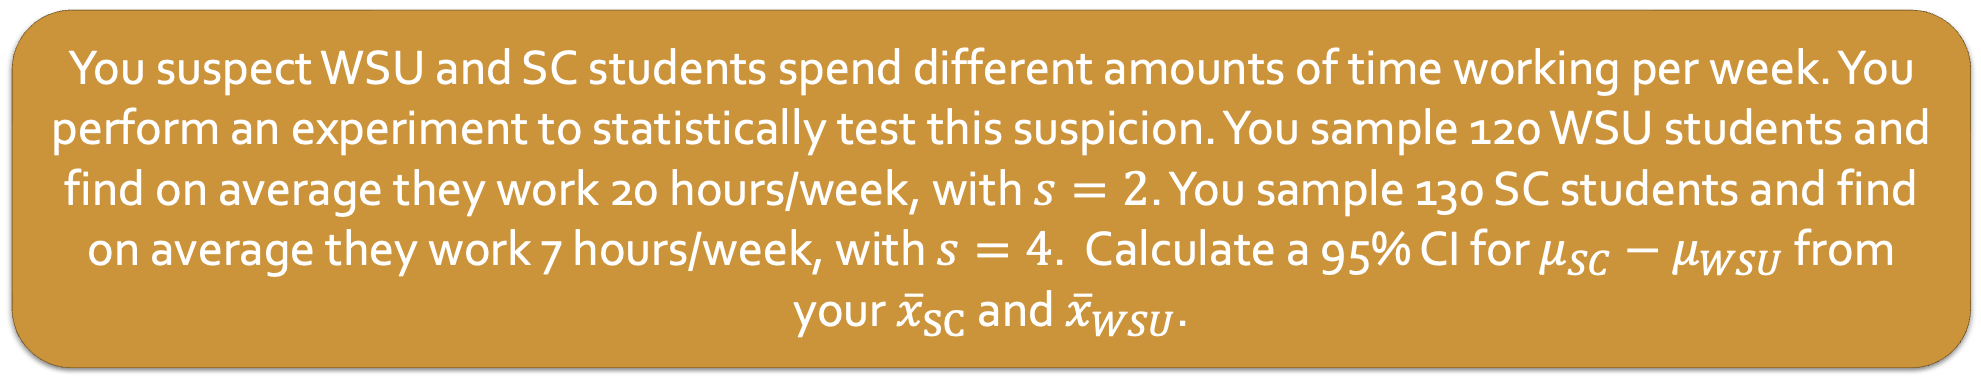 You suspect WSU and SC students spend different amounts of time working per week. You
perform an experiment to statistically test this suspicion. You sample 120 WSU students and
find on average they work 20 hours/week, with s = 2. You sample 130 SC students and find
on average they work 7 hours/week, with s = 4. Calculate a 95% CI for μ_SC − μ_WSU from
your x̄_SC and x̄_WSU.